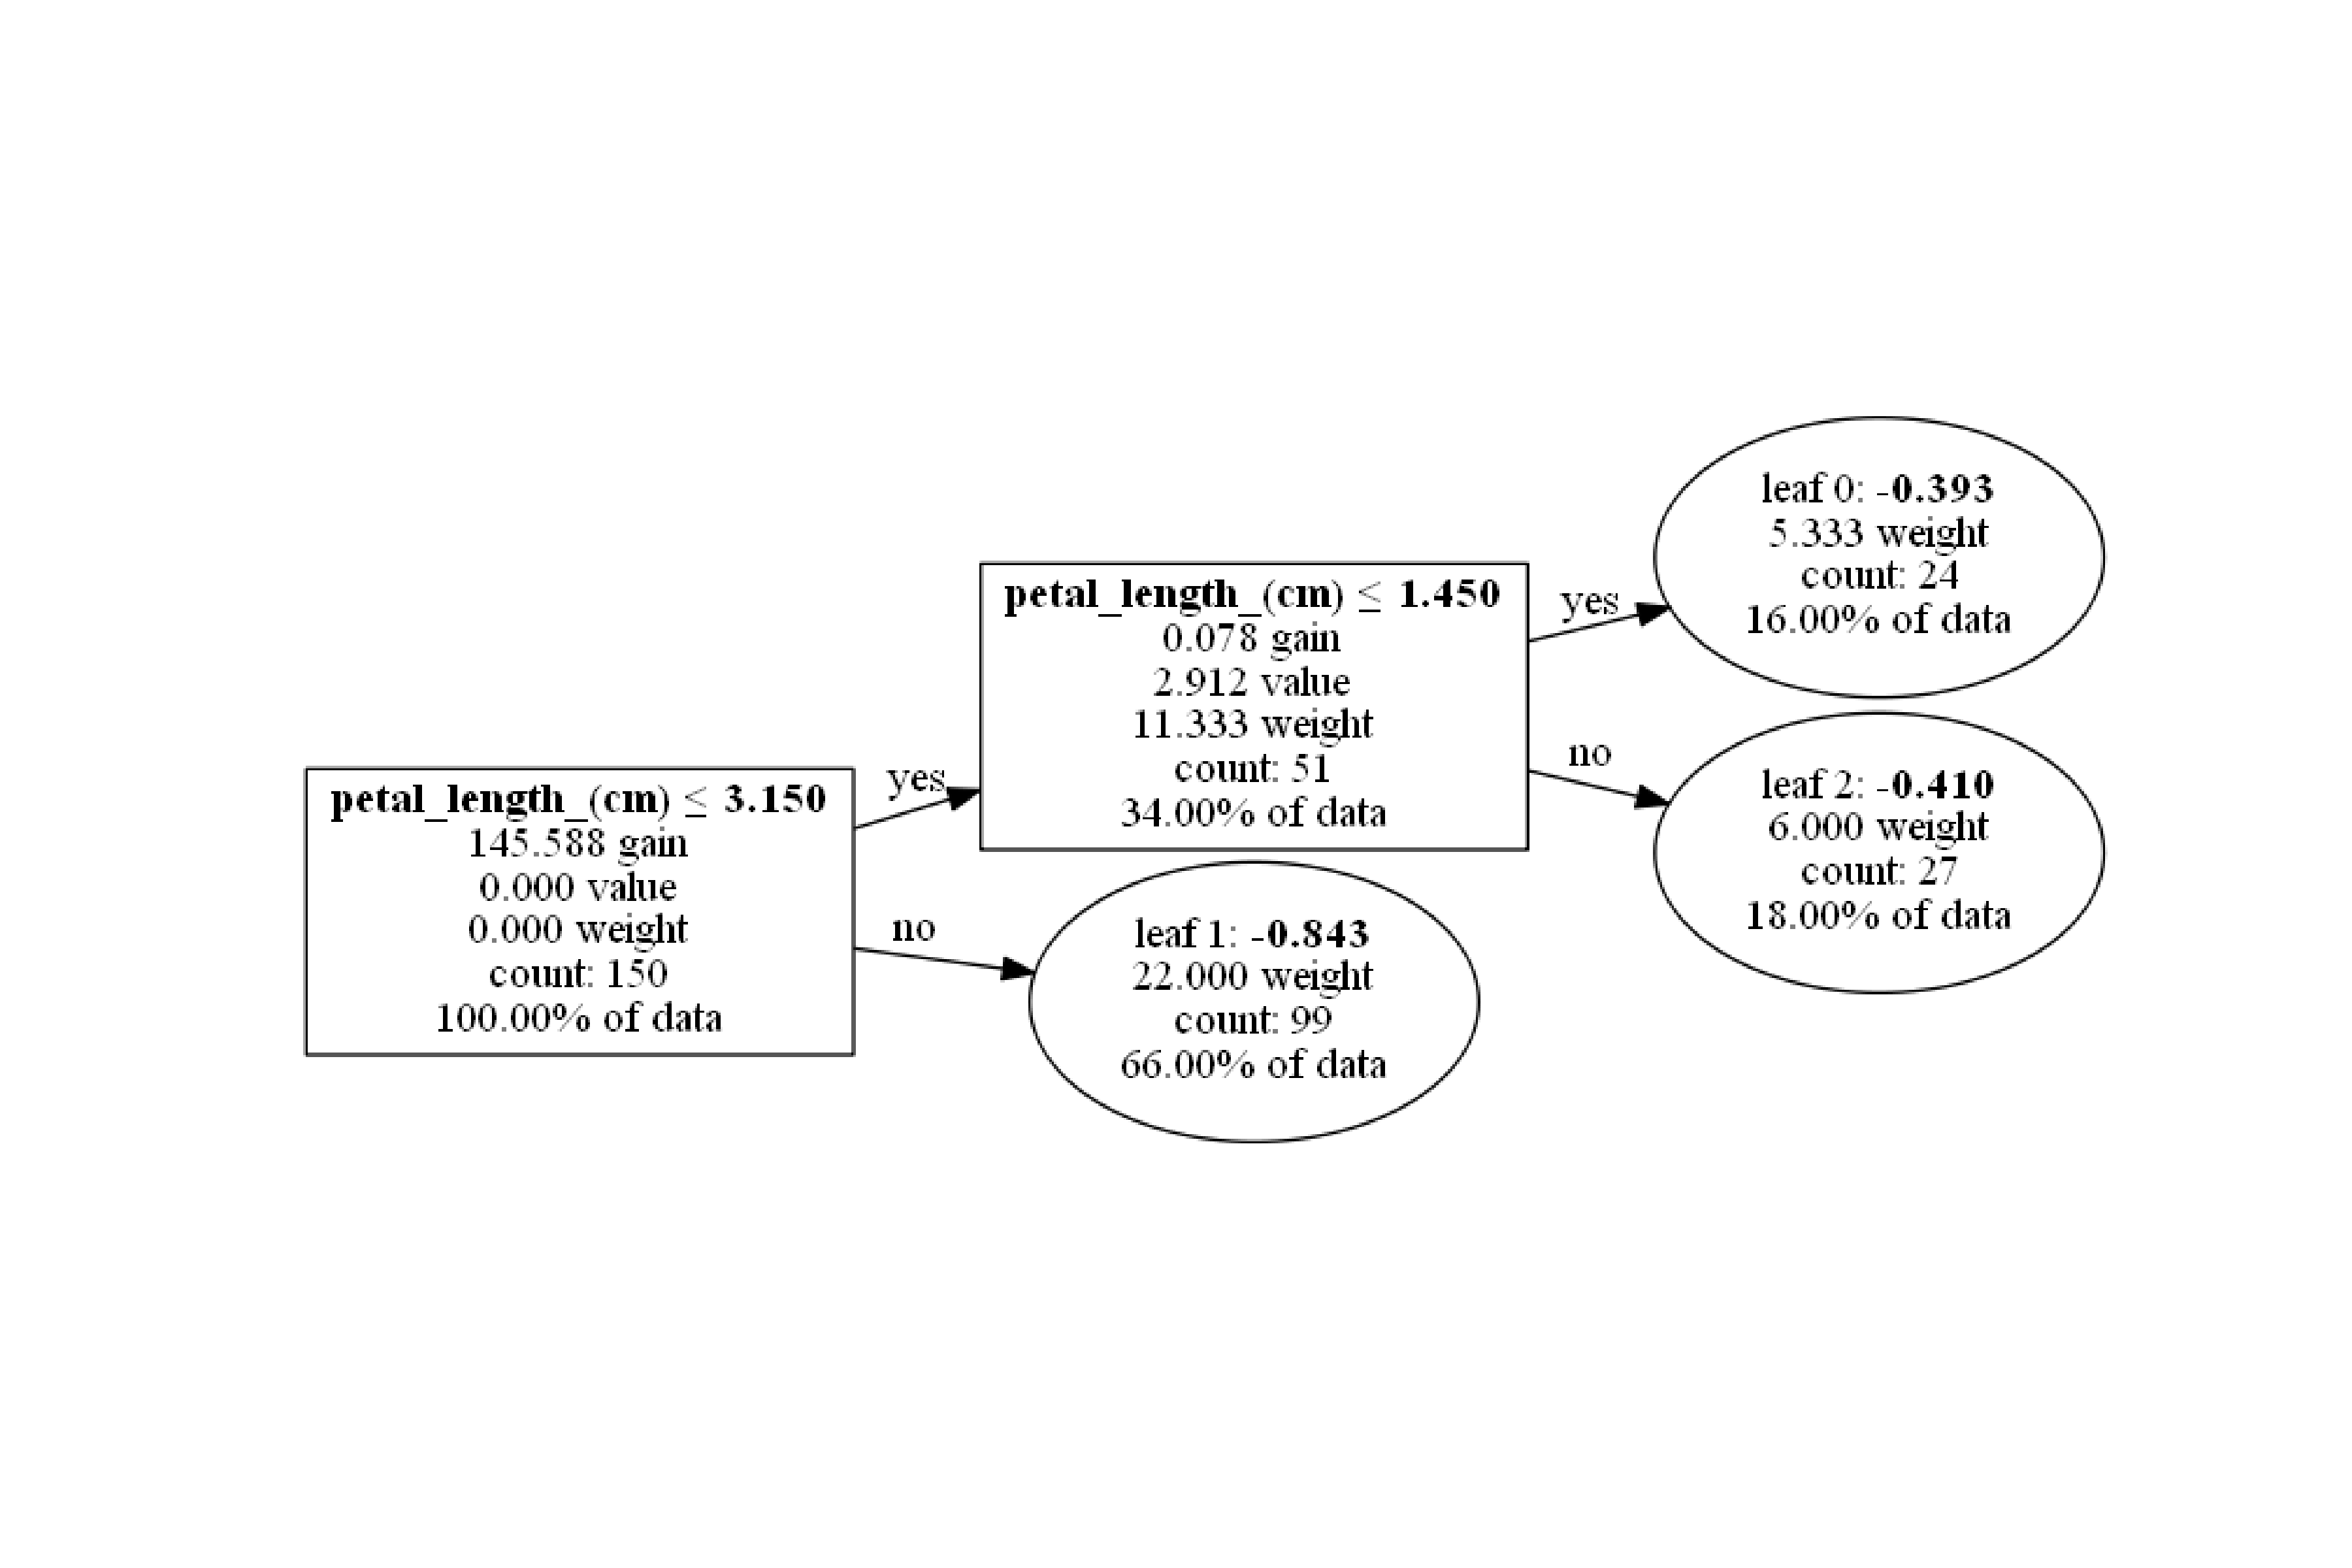 petal_length_(cm) ≤ 3.150
145.588 gain
0.000 value
0.000 weight
count: 150
100.00% of data
yes
no
petal_length_(cm) ≤ 1.450
0.078 gain
2.912 value
11.333 weight
count: 51
34.00% of data
leaf 1: -0.843
22.000 weight
count: 99
66.00% of data
yes
no
leaf 0: -0.393
5.333 weight
count: 24
16.00% of data
leaf 2: -0.410
6.000 weight
count: 27
18.00% of data